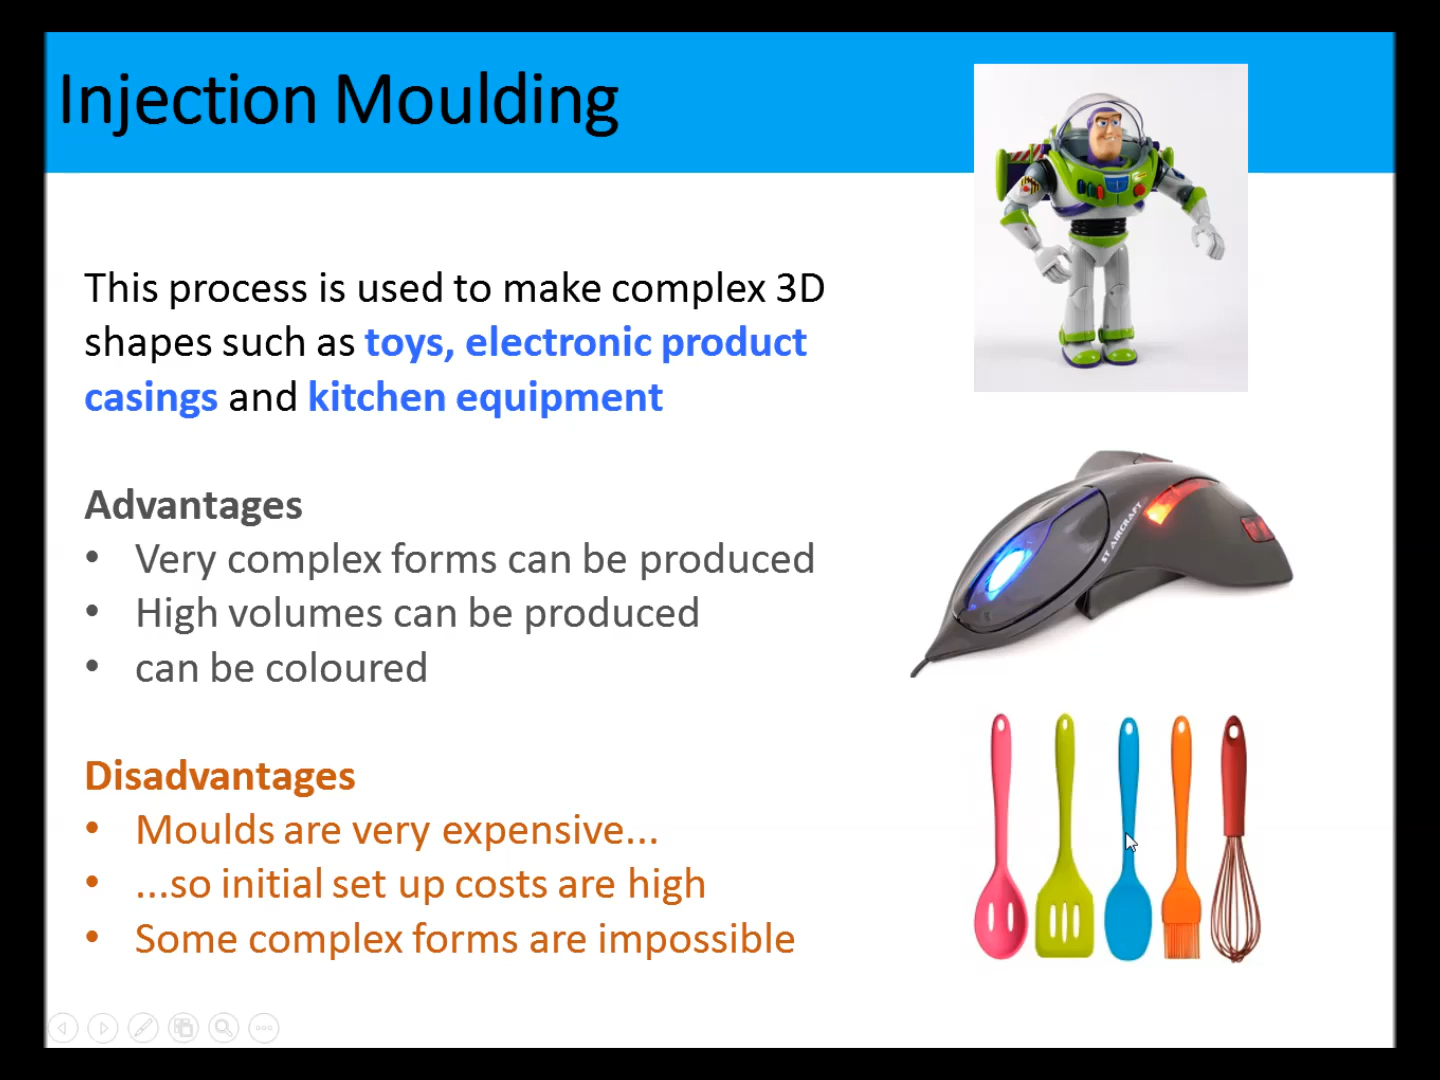 Injection Moulding
This process is used to make complex 3D
shapes such as toys, electronic product
casings and kitchen equipment
Advantages
• Very complex forms can be produced
• High volumes can be produced
• can be coloured
Disadvantages
• Moulds are very expensive...
• ...so initial set up costs are high
• Some complex forms are impossible
ST AIRCRAFT